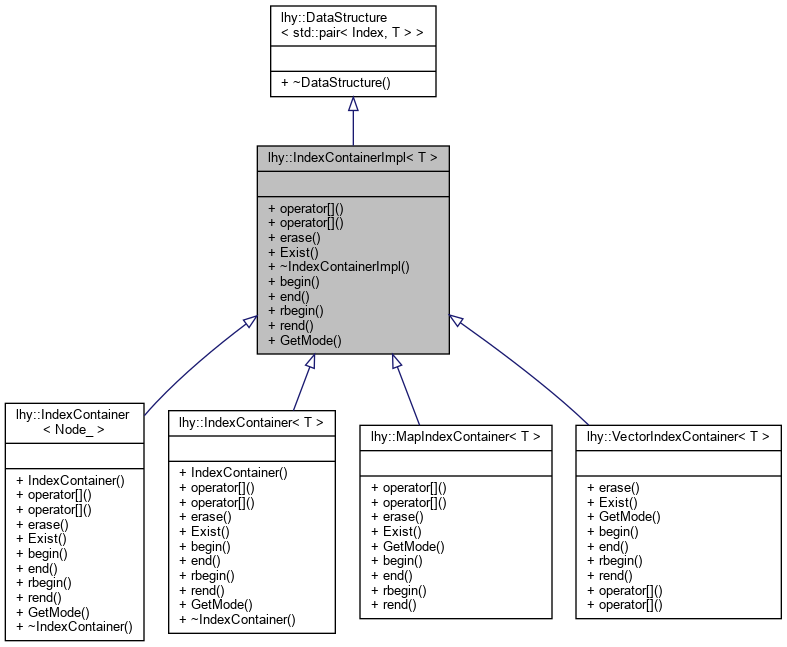 lhy::DataStructure
< std::pair< Index, T > >
+ ~DataStructure()
lhy::IndexContainerImpl< T >
+ operator[]()
+ operator[]()
+ erase()
+ Exist()
+ ~IndexContainerImpl()
+ begin()
+ end()
+ rbegin()
+ rend()
+ GetMode()
lhy::IndexContainer
< Node_ >
+ IndexContainer()
+ operator[]()
+ operator[]()
+ erase()
+ Exist()
+ begin()
+ end()
+ rbegin()
+ rend()
+ GetMode()
+ ~IndexContainer()
lhy::IndexContainer< T >
+ IndexContainer()
+ operator[]()
+ operator[]()
+ erase()
+ Exist()
+ begin()
+ end()
+ rbegin()
+ rend()
+ GetMode()
+ ~IndexContainer()
lhy::MapIndexContainer< T >
+ operator[]()
+ operator[]()
+ erase()
+ Exist()
+ GetMode()
+ begin()
+ end()
+ rbegin()
+ rend()
lhy::VectorIndexContainer< T >
+ erase()
+ Exist()
+ GetMode()
+ begin()
+ end()
+ rbegin()
+ rend()
+ operator[]()
+ operator[]()